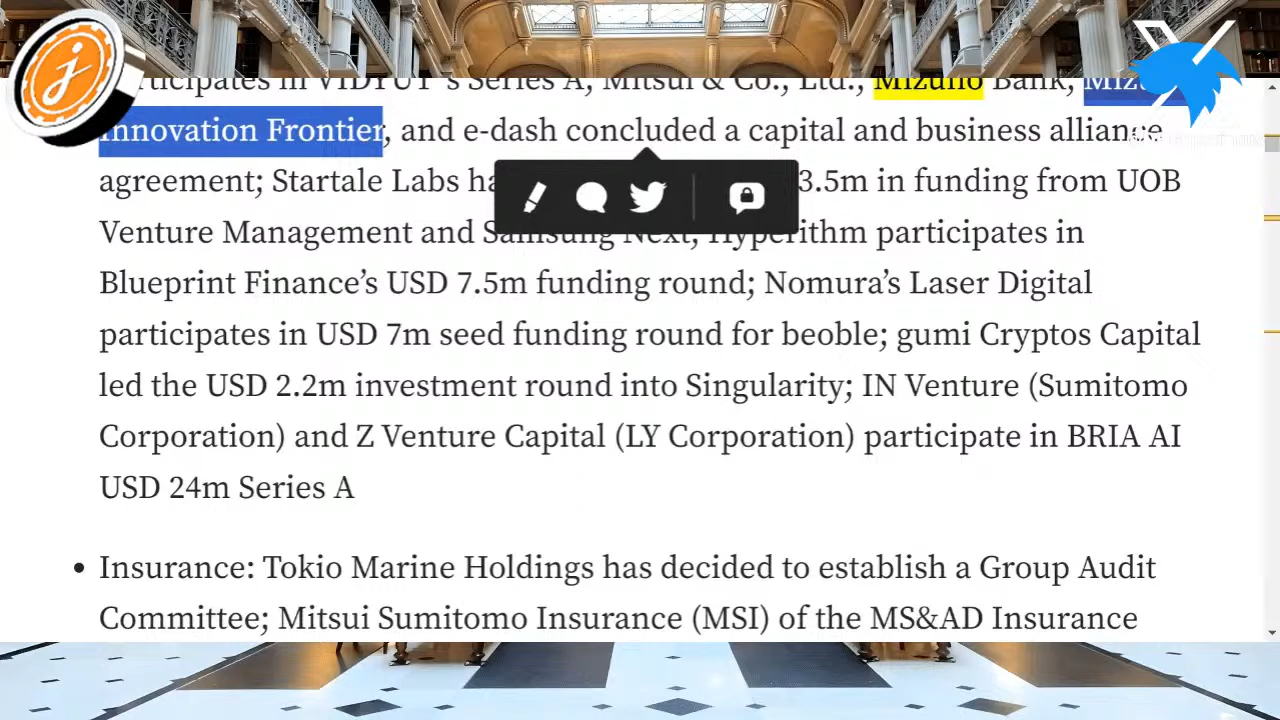 participates in VIDYUT's Series A; Mitsui & Co., Ltd., Mizuho Bank,
Innovation Frontier, and e-dash concluded a capital and business alliance
agreement; Startale Labs 3.5m in funding from UOB
Venture Management and Samsung Next; Hyperithm participates in
Blueprint Finance’s USD 7.5m funding round; Nomura’s Laser Digital
participates in USD 7m seed funding round for beoble; gumi Cryptos Capital
led the USD 2.2m investment round into Singularity; IN Venture (Sumitomo
Corporation) and Z Venture Capital (LY Corporation) participate in BRIA AI
USD 24m Series A
• Insurance: Tokio Marine Holdings has decided to establish a Group Audit
Committee; Mitsui Sumitomo Insurance (MSI) of the MS&AD Insurance